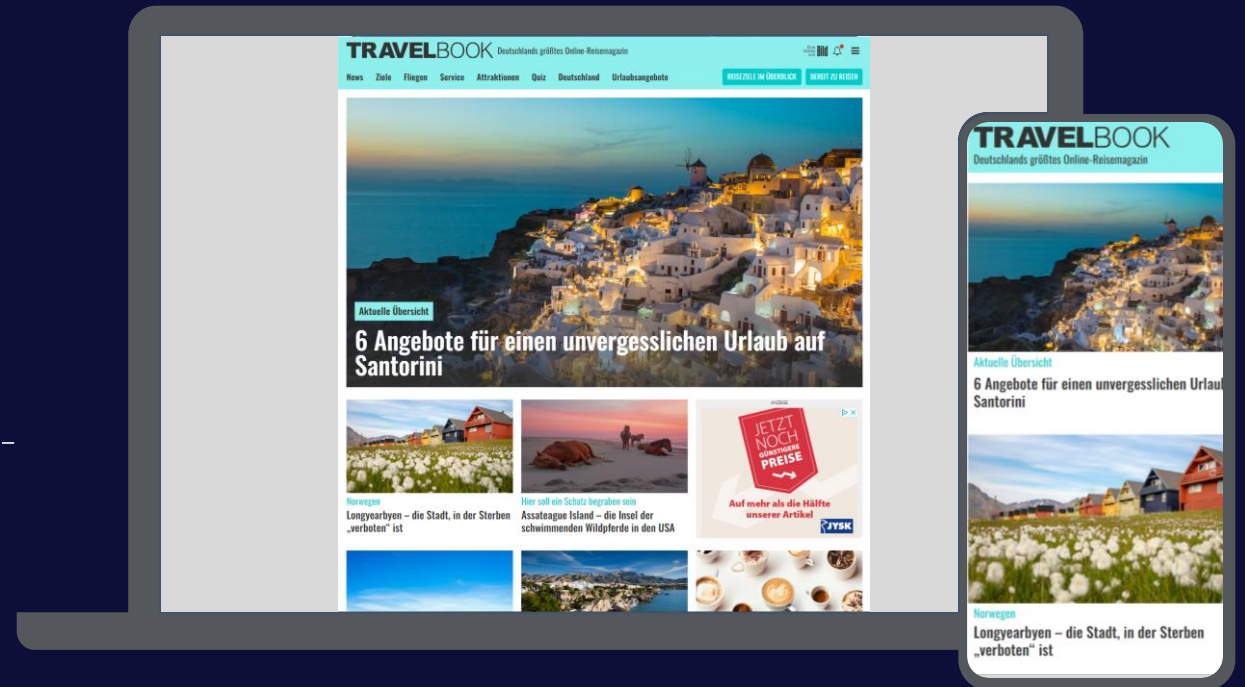 TRAVELBOOK Deutschlands größtes Online-Reisemagazin
Bild
News Ziele Fliegen Service Attraktionen Quiz Deutschland Urlaubsangebote
REISEZIELE IM ÜBERBLICK BEREIT ZU REISEN
Aktuelle Übersicht
6 Angebote für einen unvergesslichen Urlaub auf
Santorini
Norwegen
Longyearbyen – die Stadt, in der Sterben
„verboten“ ist
Hier soll ein Schatz begraben sein
Assateague Island – die Insel der
schwimmenden Wildpferde in den USA
ANZEIGE
JETZT
NOCH
GÜNSTIGERE
PREISE
Auf mehr als die Hälfte
unserer Artikel
JYSK
TRAVELBOOK
Deutschlands größtes Online-Reisemagazin
Aktuelle Übersicht
6 Angebote für einen unvergesslichen Urlaub
Santorini
Norwegen
Longyearbyen – die Stadt, in der Sterben
„verboten“ ist